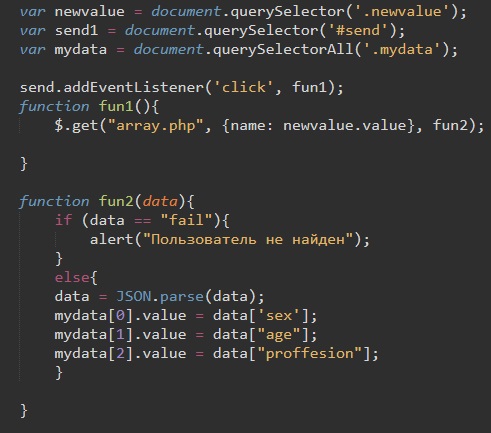 var newvalue = document.querySelector('.newvalue');
var send1 = document.querySelector('#send');
var mydata = document.querySelectorAll('.mydata');
send.addEventListener('click', fun1);
function fun1(){
$.get("array.php", {name: newvalue.value}, fun2);
}
function fun2(data){
if (data == "fail"){
alert("Пользователь не найден");
}
else{
data = JSON.parse(data);
mydata[0].value = data['sex'];
mydata[1].value = data["age"];
mydata[2].value = data["proffesion"];
}
}